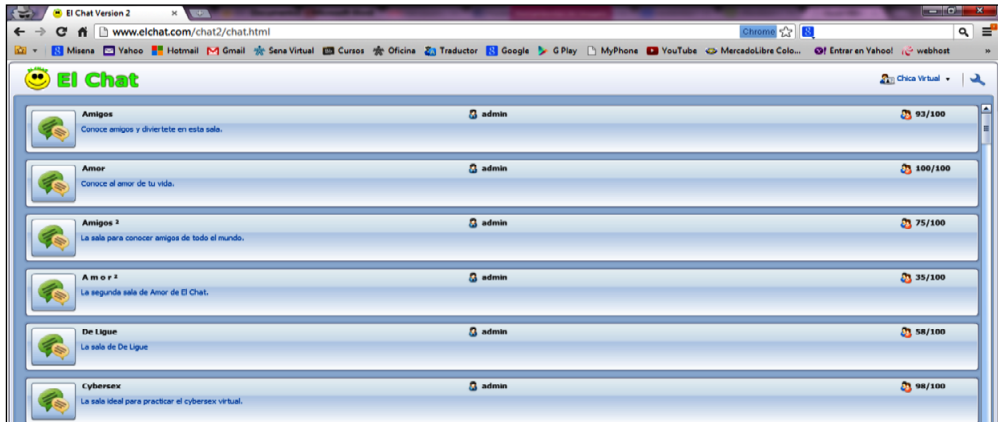 El Chat Version 2
www.elchat.com/chat2/chat.html
Chrome
Misena Yahoo Hotmail Gmail Sena Virtual Cursos Oficina Traductor Google G Play MyPhone YouTube MercadoLibre Colo... Entrar en Yahoo! webhost »
El Chat
Chica Virtual
Amigos admin 93/100
Conoce amigos y diviertete en esta sala.
Amor admin 100/100
Conoce al amor de tu vida.
Amigos ² admin 75/100
La sala para conocer amigos de todo el mundo.
A m o r ² admin 35/100
La segunda sala de Amor de El Chat.
De Ligue admin 58/100
La sala de De Ligue
Cybersex admin 98/100
La sala ideal para practicar el cybersex virtual.